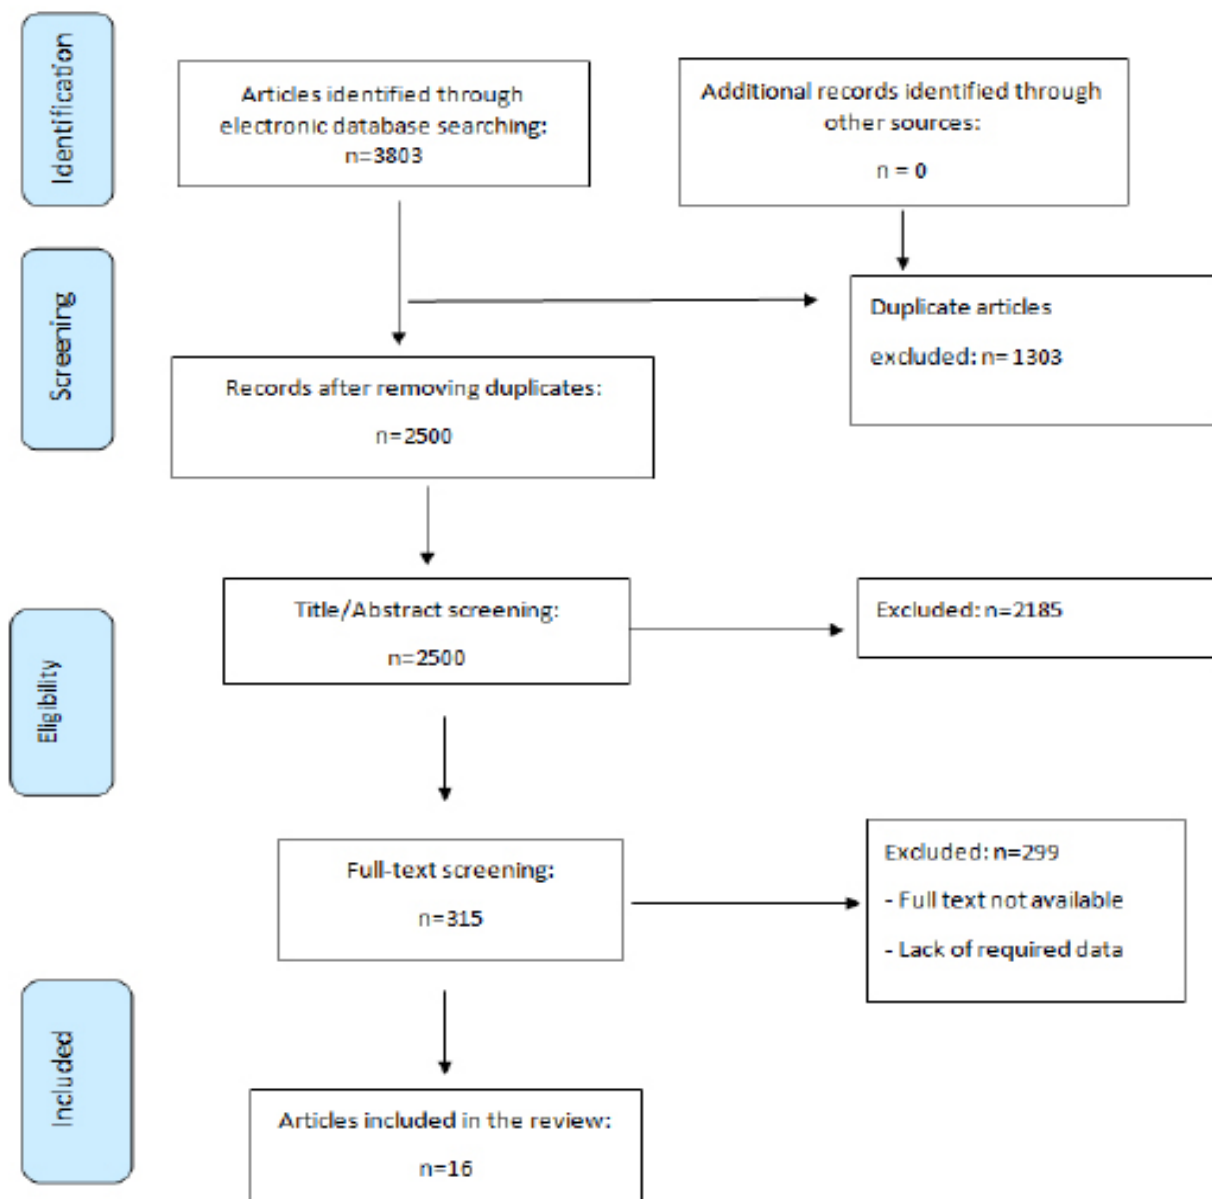 Identification
Articles identified through
electronic database searching:
n=3803
Additional records identified through
other sources:
n = 0
Screening
Duplicate articles
excluded: n= 1303
Records after removing duplicates:
n=2500
Eligibility
Title/Abstract screening:
n=2500
Excluded: n=2185
Full-text screening:
n=315
Excluded: n=299
- Full text not available
- Lack of required data
Included
Articles included in the review:
n=16